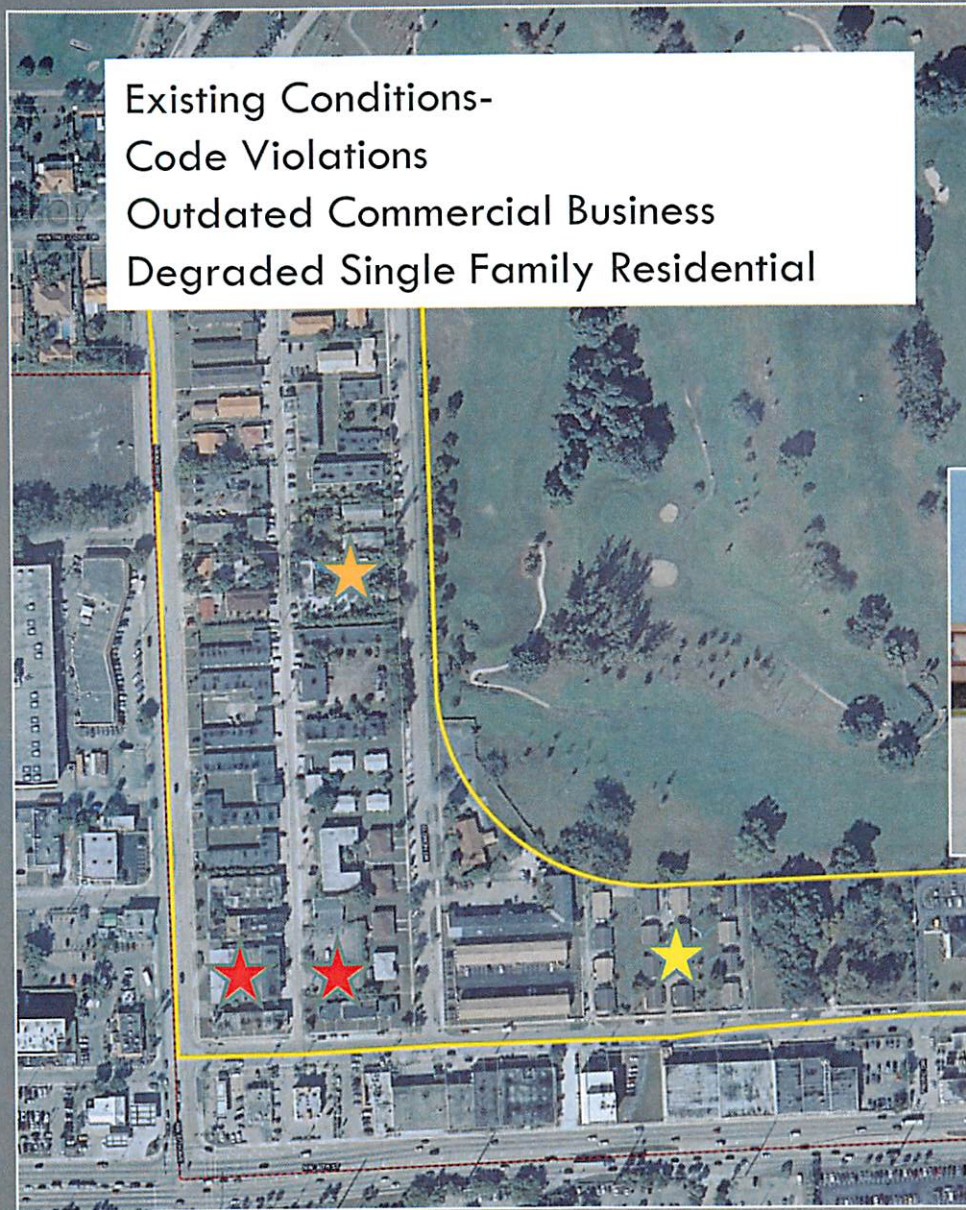 Existing Conditions-
Code Violations
Outdated Commercial Business
Degraded Single Family Residential